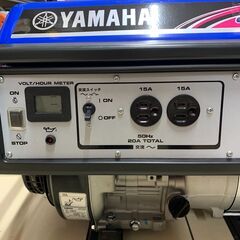 YAMAHA
VOLT/HOUR METER
交流スイッチ
ON
ON
OFF
STOP
15A
15A
50Hz
20A TOTAL
交流